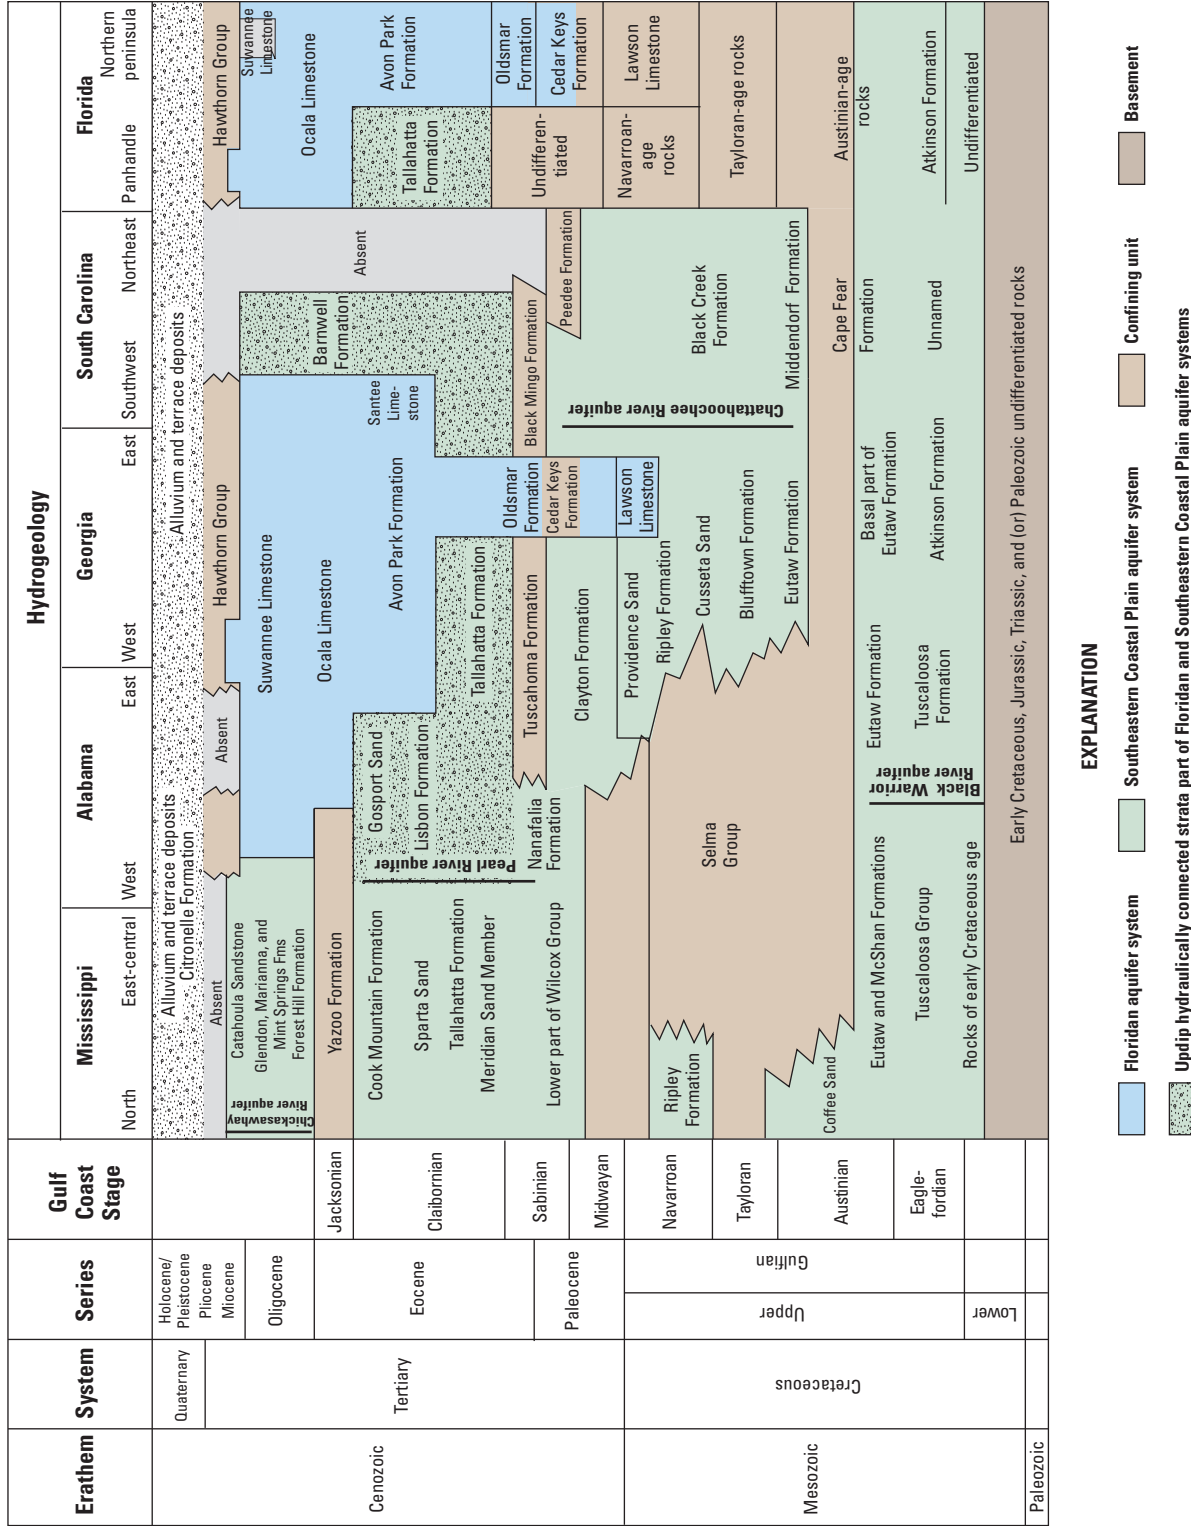 Erathem
System
Series
Gulf
Coast
Stage
Hydrogeology
Mississippi
North
East-central
Alabama
West
East
Georgia
West
East
South Carolina
Southwest
Northeast
Florida
Panhandle
Northern
peninsula
Cenozoic
Mesozoic
Paleozoic
Quaternary
Tertiary
Cretaceous
Holocene/
Pleistocene
Pliocene
Miocene
Oligocene
Eocene
Paleocene
Upper
Gulfian
Lower
Jacksonian
Claibornian
Sabinian
Midwayan
Navarroan
Tayloran
Austinian
Eagle-
fordian
Alluvium and terrace deposits
Citronelle Formation
Alluvium and terrace deposits
Absent
Catahoula Sandstone
Glendon, Marianna, and
Mint Springs Fms
Forest Hill Formation
Chickasawhay
River aquifer
Yazoo Formation
Cook Mountain Formation
Sparta Sand
Tallahatta Formation
Meridian Sand Member
Lower part of Wilcox Group
Ripley
Formation
Coffee Sand
Eutaw and McShan Formations
Tuscaloosa Group
Rocks of early Cretaceous age
Absent
Gosport Sand
Lisbon Formation
Pearl River aquifer
Nanafalia
Formation
Selma
Group
Black Warrior
River aquifer
Eutaw Formation
Tuscaloosa
Formation
Hawthorn Group
Suwannee Limestone
Ocala Limestone
Avon Park Formation
Tallahatta Formation
Tuscahoma Formation
Clayton Formation
Providence Sand
Ripley Formation
Cusseta Sand
Blufftown Formation
Eutaw Formation
Oldsmar
Formation
Cedar Keys
Formation
Lawson
Limestone
Basal part of
Eutaw Formation
Atkinson Formation
Santee
Lime-
stone
Barnwell
Formation
Black Mingo Formation
Absent
Peedee Formation
Chattahoochee River aquifer
Black Creek
Formation
Middendorf Formation
Cape Fear
Formation
Unnamed
Hawthorn Group
Suwannee
Limestone
Ocala Limestone
Avon Park
Formation
Tallahatta
Formation
Oldsmar
Formation
Cedar Keys
Formation
Undifferen-
tiated
Lawson
Limestone
Navarroan-
age
rocks
Tayloran-age rocks
Austinian-age
rocks
Atkinson Formation
Undifferentiated
Early Cretaceous, Jurassic, Triassic, and (or) Paleozoic undifferentiated rocks
EXPLANATION
Floridan aquifer system
Southeastern Coastal Plain aquifer system
Confining unit
Basement
Updip hydraulically connected strata part of Floridan and Southeastern Coastal Plain aquifer systems